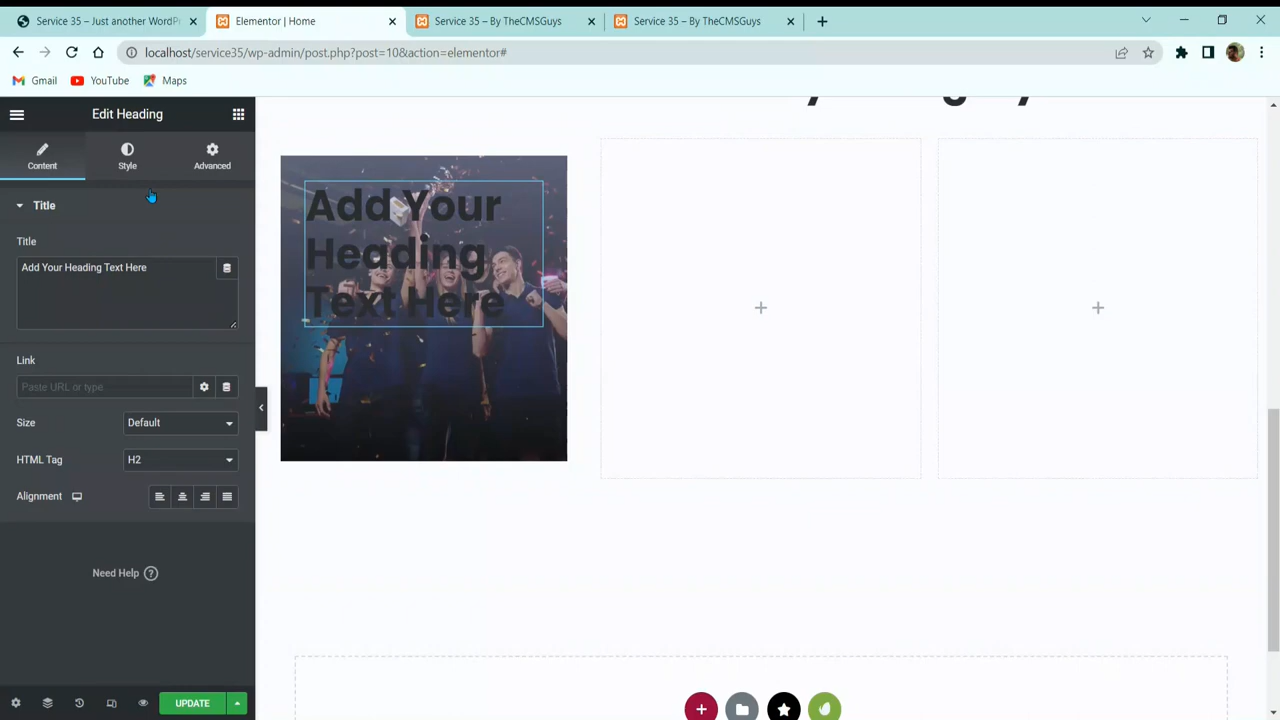 Service 35 – Just another WordPr
Elementor | Home
Service 35 – By TheCMSGuys
Service 35 – By TheCMSGuys
localhost/service35/wp-admin/post.php?post=10&action=elementor#
Gmail
YouTube
Maps
Edit Heading
Content
Style
Advanced
Title
Title
Add Your Heading Text Here
Link
Paste URL or type
Size
Default
HTML Tag
H2
Alignment
Need Help
UPDATE
Add Your
Heading
Text Here